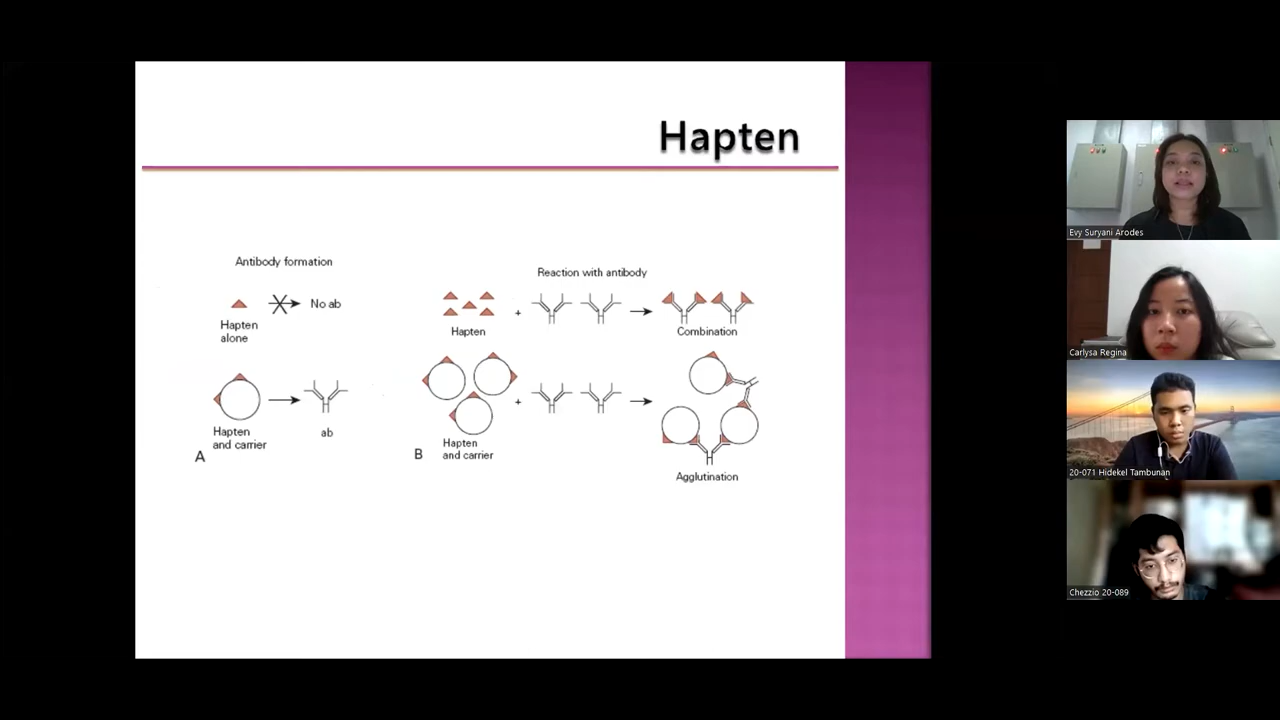 Hapten
Antibody formation
No ab
Hapten
alone
Hapten
and carrier
ab
A
Reaction with antibody
Hapten
+
Combination
+
Hapten
and carrier
B
Agglutination
Evy Suryani Arodes
Carlysa Regina
20-071 Hidekel Tambunan
Chezzio 20-089